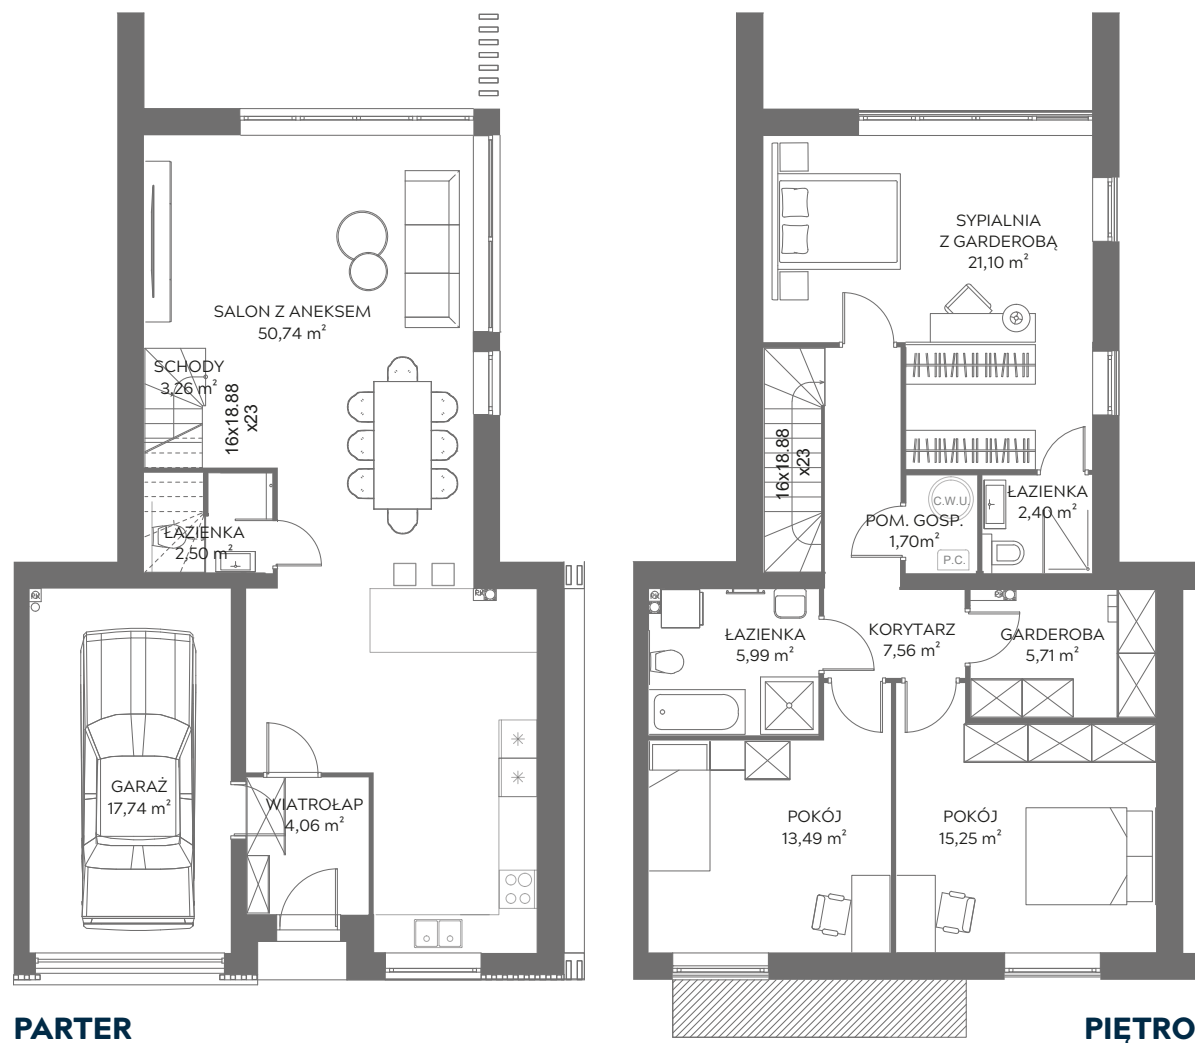 SALON Z ANEKSEM
50,74 m²
SCHODY
3,26 m²
16x18.88
x23
ŁAZIENKA
2,50 m²
GARAŻ
17,74 m²
WIATROŁAP
4,06 m²
PARTER
SYPIALNIA
Z GARDEROBĄ
21,10 m²
16x18.88
x23
C.W.U.
ŁAZIENKA
2,40 m²
POM. GOSP.
1,70m²
P.C.
ŁAZIENKA
5,99 m²
KORYTARZ
7,56 m²
GARDEROBA
5,71 m²
POKÓJ
13,49 m²
POKÓJ
15,25 m²
PIĘTRO